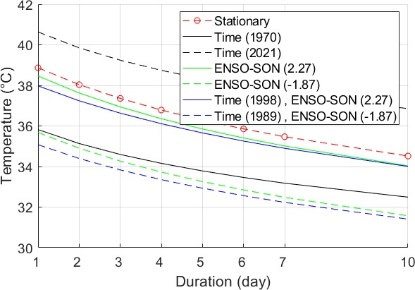 42
40
38
36
34
32
30
Temperature (°C)
Stationary
Time (1970)
Time (2021)
ENSO-SON (2.27)
ENSO-SON (-1.87)
Time (1998) , ENSO-SON (2.27)
Time (1989) , ENSO-SON (-1.87)
1 2 3 4 5 6 7 10
Duration (day)